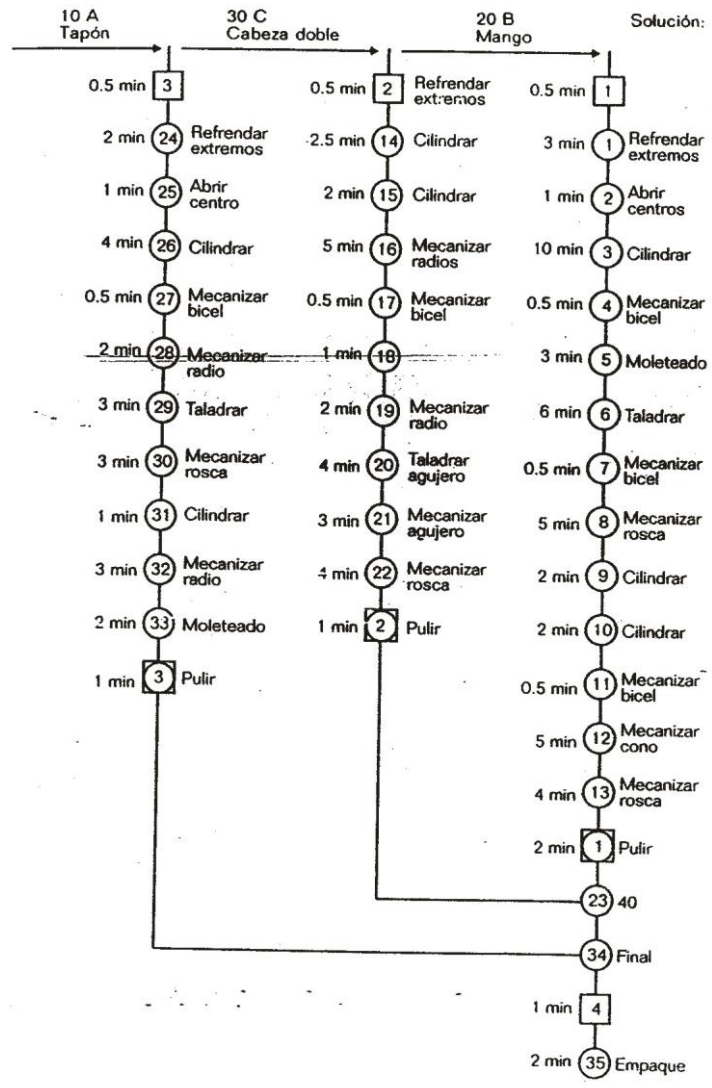 10 A
Tapón
30 C
Cabeza doble
20 B
Mango
Solución:
0.5 min 3
2 min 24 Refrendar
extremos
1 min 25 Abrir
centro
4 min 26 Cilindrar
0.5 min 27 Mecanizar
bicel
2 min 28 Mecanizar
radio
3 min 29 Taladrar
3 min 30 Mecanizar
rosca
1 min 31 Cilindrar
3 min 32 Mecanizar
radio
2 min 33 Moleteado
1 min 3 Pulir
0.5 min 2 Refrendar
extremos
2.5 min 14 Cilindrar
2 min 15 Cilindrar
5 min 16 Mecanizar
radios
0.5 min 17 Mecanizar
bicel
1 min 18
2 min 19 Mecanizar
radio
4 min 20 Taladrar
agujero
3 min 21 Mecanizar
agujero
4 min 22 Mecanizar
rosca
1 min 2 Pulir
0.5 min 1
3 min 1 Refrendar
extremos
1 min 2 Abrir
centros
10 min 3 Cilindrar
0.5 min 4 Mecanizar
bicel
3 min 5 Moleteado
6 min 6 Taladrar
0.5 min 7 Mecanizar
bicel
5 min 8 Mecanizar
rosca
2 min 9 Cilindrar
2 min 10 Cilindrar
0.5 min 11 Mecanizar
bicel
5 min 12 Mecanizar
cono
4 min 13 Mecanizar
rosca
2 min 1 Pulir
23 40
34 Final
1 min 4
2 min 35 Empaque